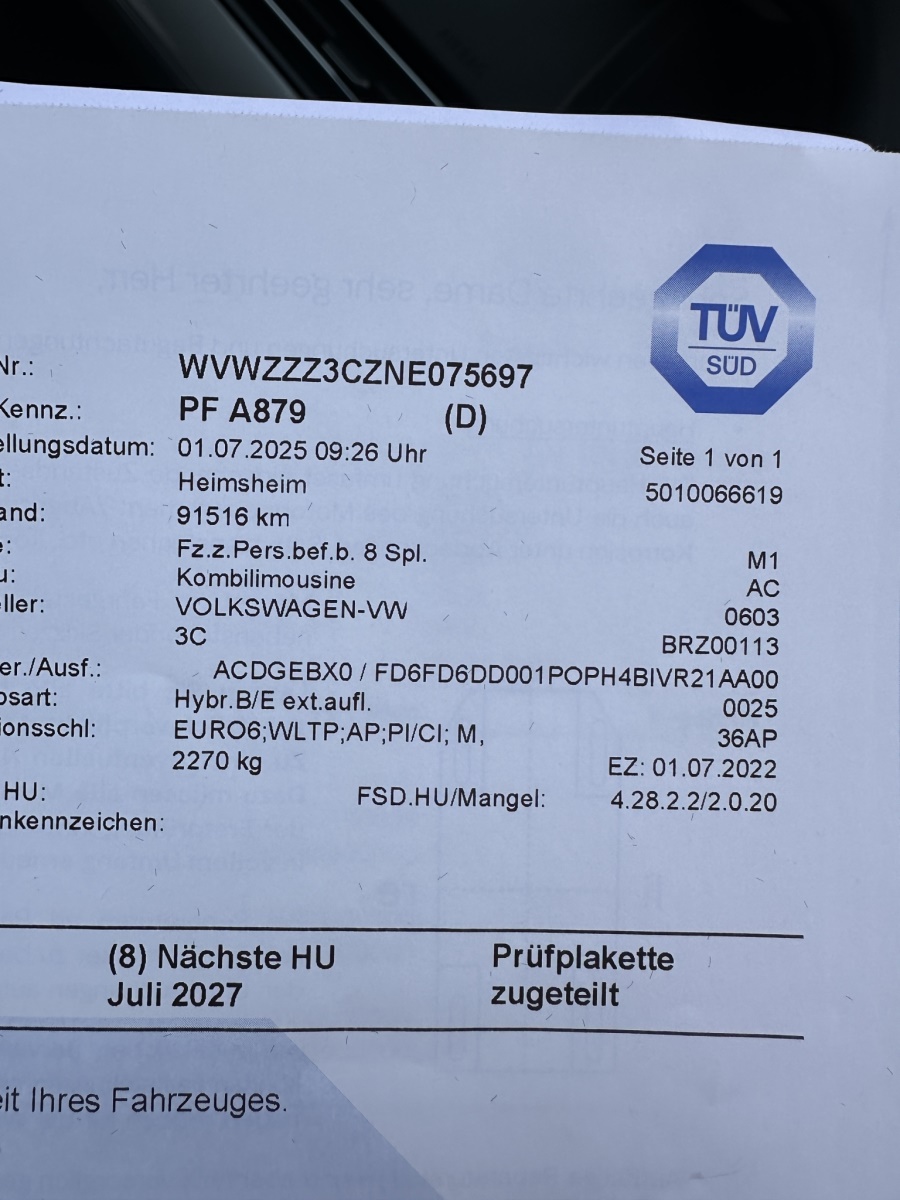 TÜV
SÜD
Nr.: WVWZZZ3CZNE075697
Kennz.: PF A879 (D)
ellungsdatum: 01.07.2025 09:26 Uhr Seite 1 von 1
t: Heimsheim 5010066619
and: 91516 km
e: Fz.z.Pers.bef.b. 8 Spl. M1
u: Kombilimousine AC
eller: VOLKSWAGEN-VW 0603
3C BRZ00113
er./Ausf.: ACDGEBX0 / FD6FD6DD001POPH4BIVR21AA00
osart: Hybr.B/E ext.aufl. 0025
ionsschl: EURO6;WLTP;AP;PI/CI; M, 36AP
2270 kg EZ: 01.07.2022
HU: FSD.HU/Mangel: 4.28.2.2/2.0.20
nkennzeichen:
(8) Nächste HU Prüfplakette
Juli 2027 zugeteilt
eit Ihres Fahrzeuges.